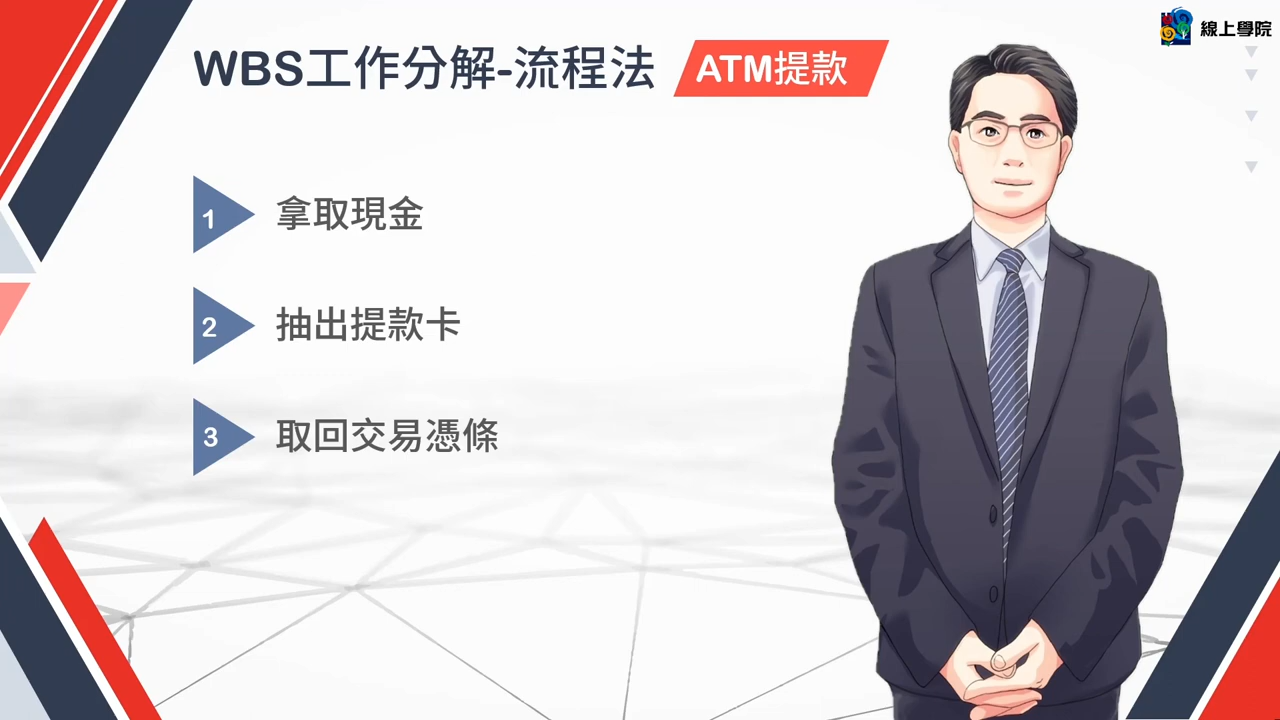 線上學院
WBS工作分解-流程法
ATM提款
1 拿取現金
2 抽出提款卡
3 取回交易憑條